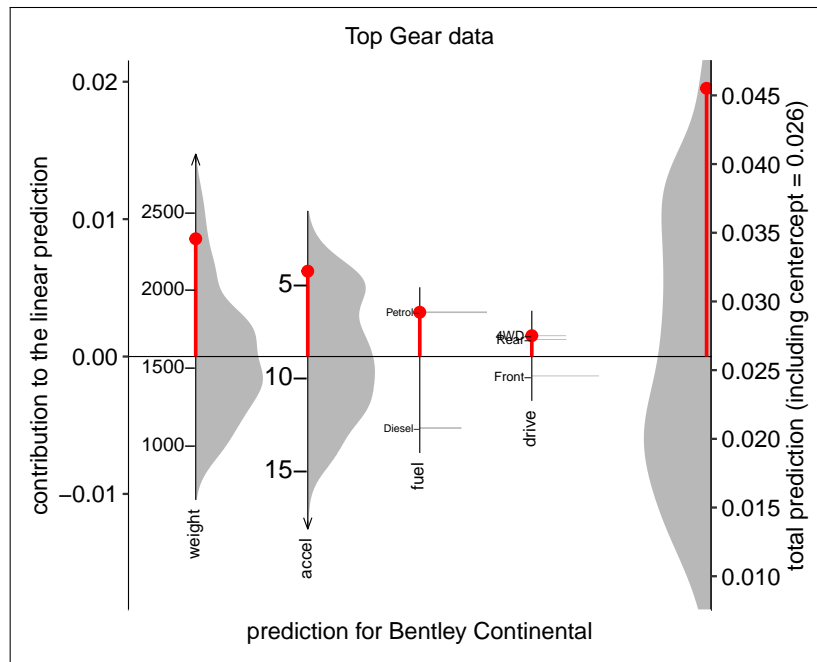 Top Gear data
contribution to the linear prediction
0.02
0.01
0.00
−0.01
2500
2000
1500
1000
weight
5
10
15
accel
Petrol
Diesel
fuel
4WD
Rear
Front
drive
0.045
0.040
0.035
0.030
0.025
0.020
0.015
0.010
total prediction (including centercept = 0.026)
prediction for Bentley Continental